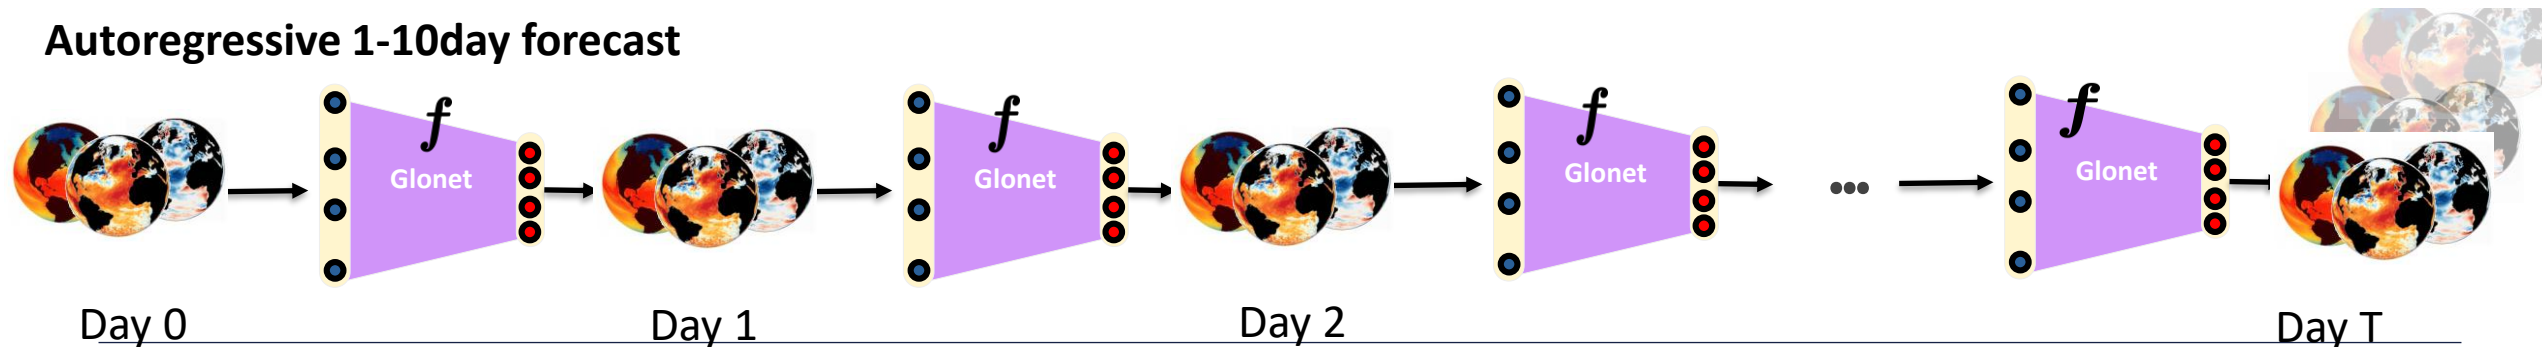 Autoregressive 1-10day forecast
f
Glonet
f
Glonet
f
Glonet
...
f
Glonet
Day 0
Day 1
Day 2
Day T